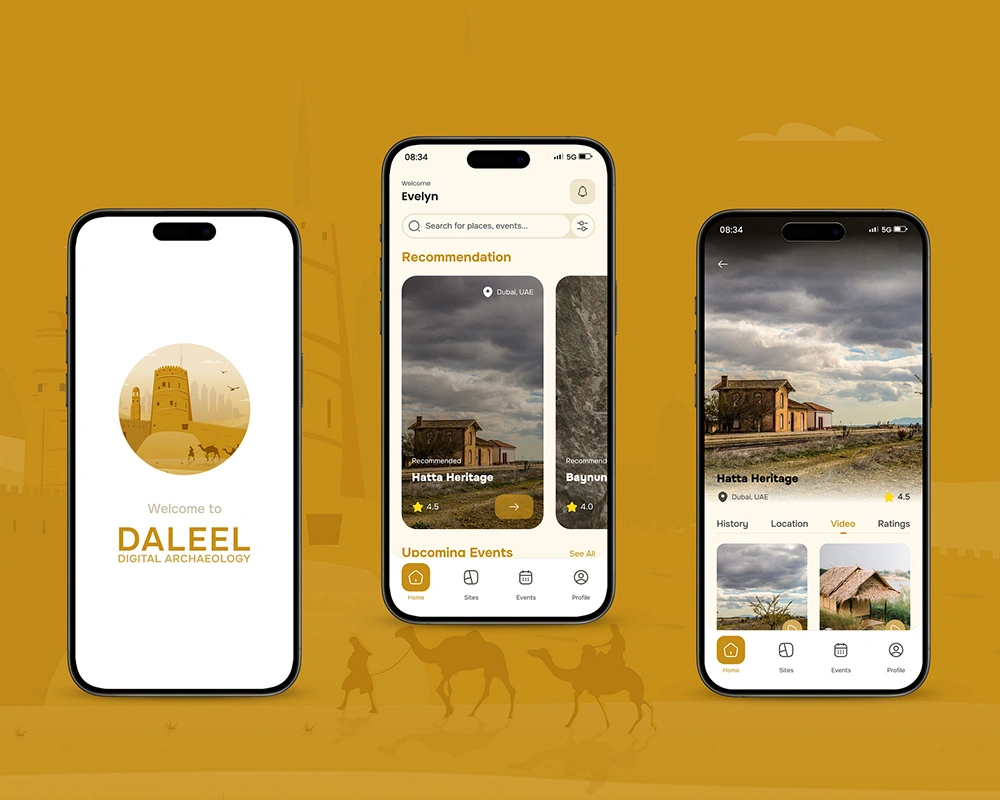 Welcome to
DALEEL
DIGITAL ARCHAEOLOGY
08:34
5G
Welcome
Evelyn
Search for places, events...
Recommendation
Dubai, UAE
Recommended
Hatta Heritage
4.5
Recommend
Baynun
4.0
Upcoming Events
See All
Home
Sites
Events
Profile
08:34
5G
Hatta Heritage
Dubai, UAE
4.5
History
Location
Video
Ratings
Home
Sites
Events
Profile